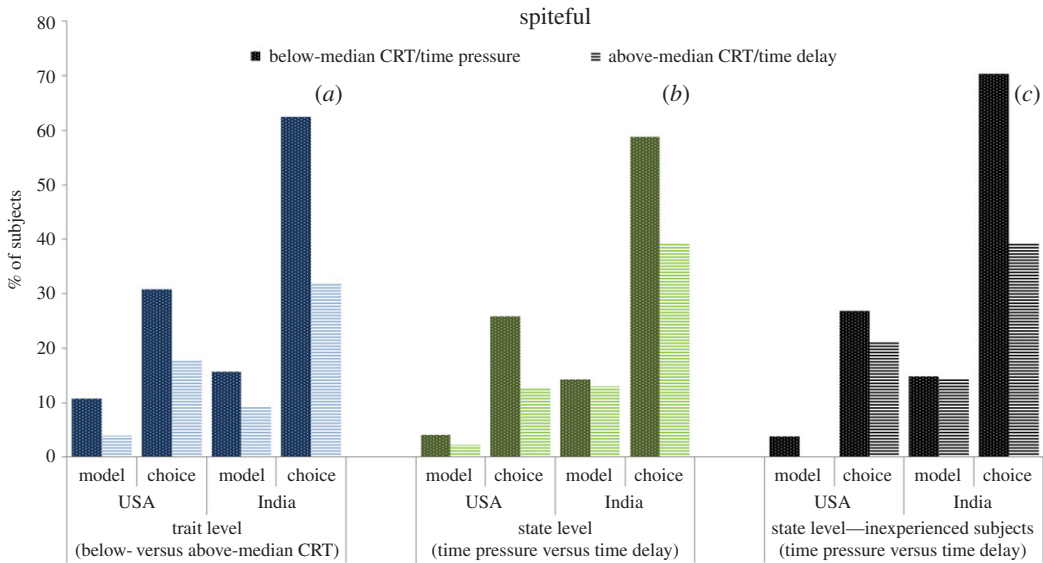 spiteful
80
70
60
50
40
30
20
10
0
% of subjects
below-median CRT/time pressure above-median CRT/time delay
(a) (b) (c)
model choice model choice model choice model choice model choice model choice
USA India USA India USA India
trait level state level state level—inexperienced subjects
(below- versus above-median CRT) (time pressure versus time delay) (time pressure versus time delay)